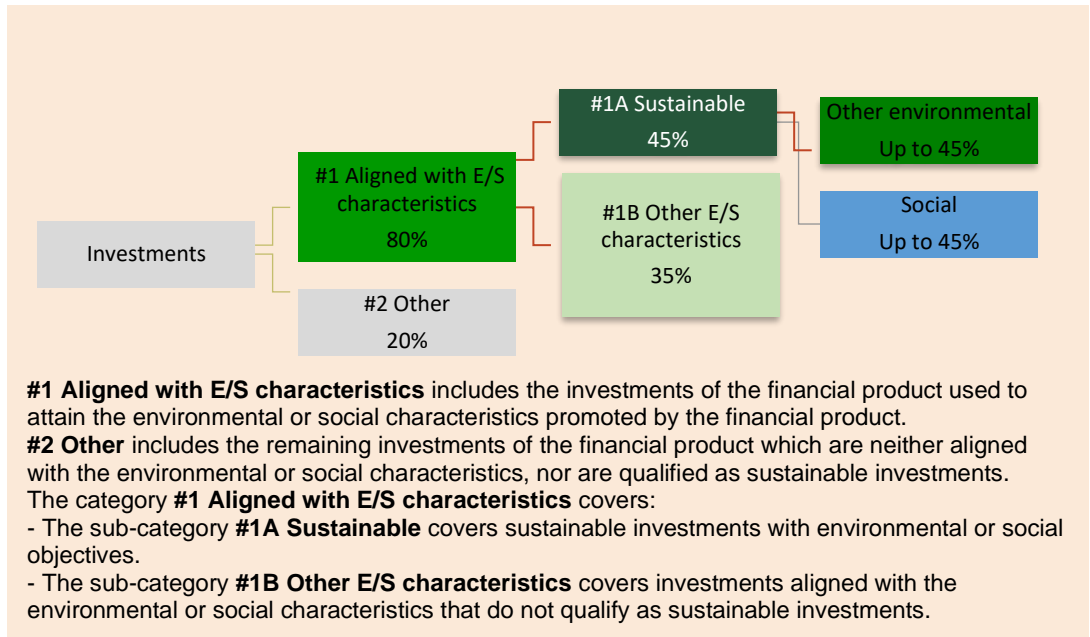 #1A Sustainable
45%
Other environmental
Up to 45%
#1 Aligned with E/S
characteristics
80%
#1B Other E/S
characteristics
35%
Social
Up to 45%
Investments
#2 Other
20%
#1 Aligned with E/S characteristics includes the investments of the financial product used to
attain the environmental or social characteristics promoted by the financial product.
#2 Other includes the remaining investments of the financial product which are neither aligned
with the environmental or social characteristics, nor are qualified as sustainable investments.
The category #1 Aligned with E/S characteristics covers:
- The sub-category #1A Sustainable covers sustainable investments with environmental or social
objectives.
- The sub-category #1B Other E/S characteristics covers investments aligned with the
environmental or social characteristics that do not qualify as sustainable investments.